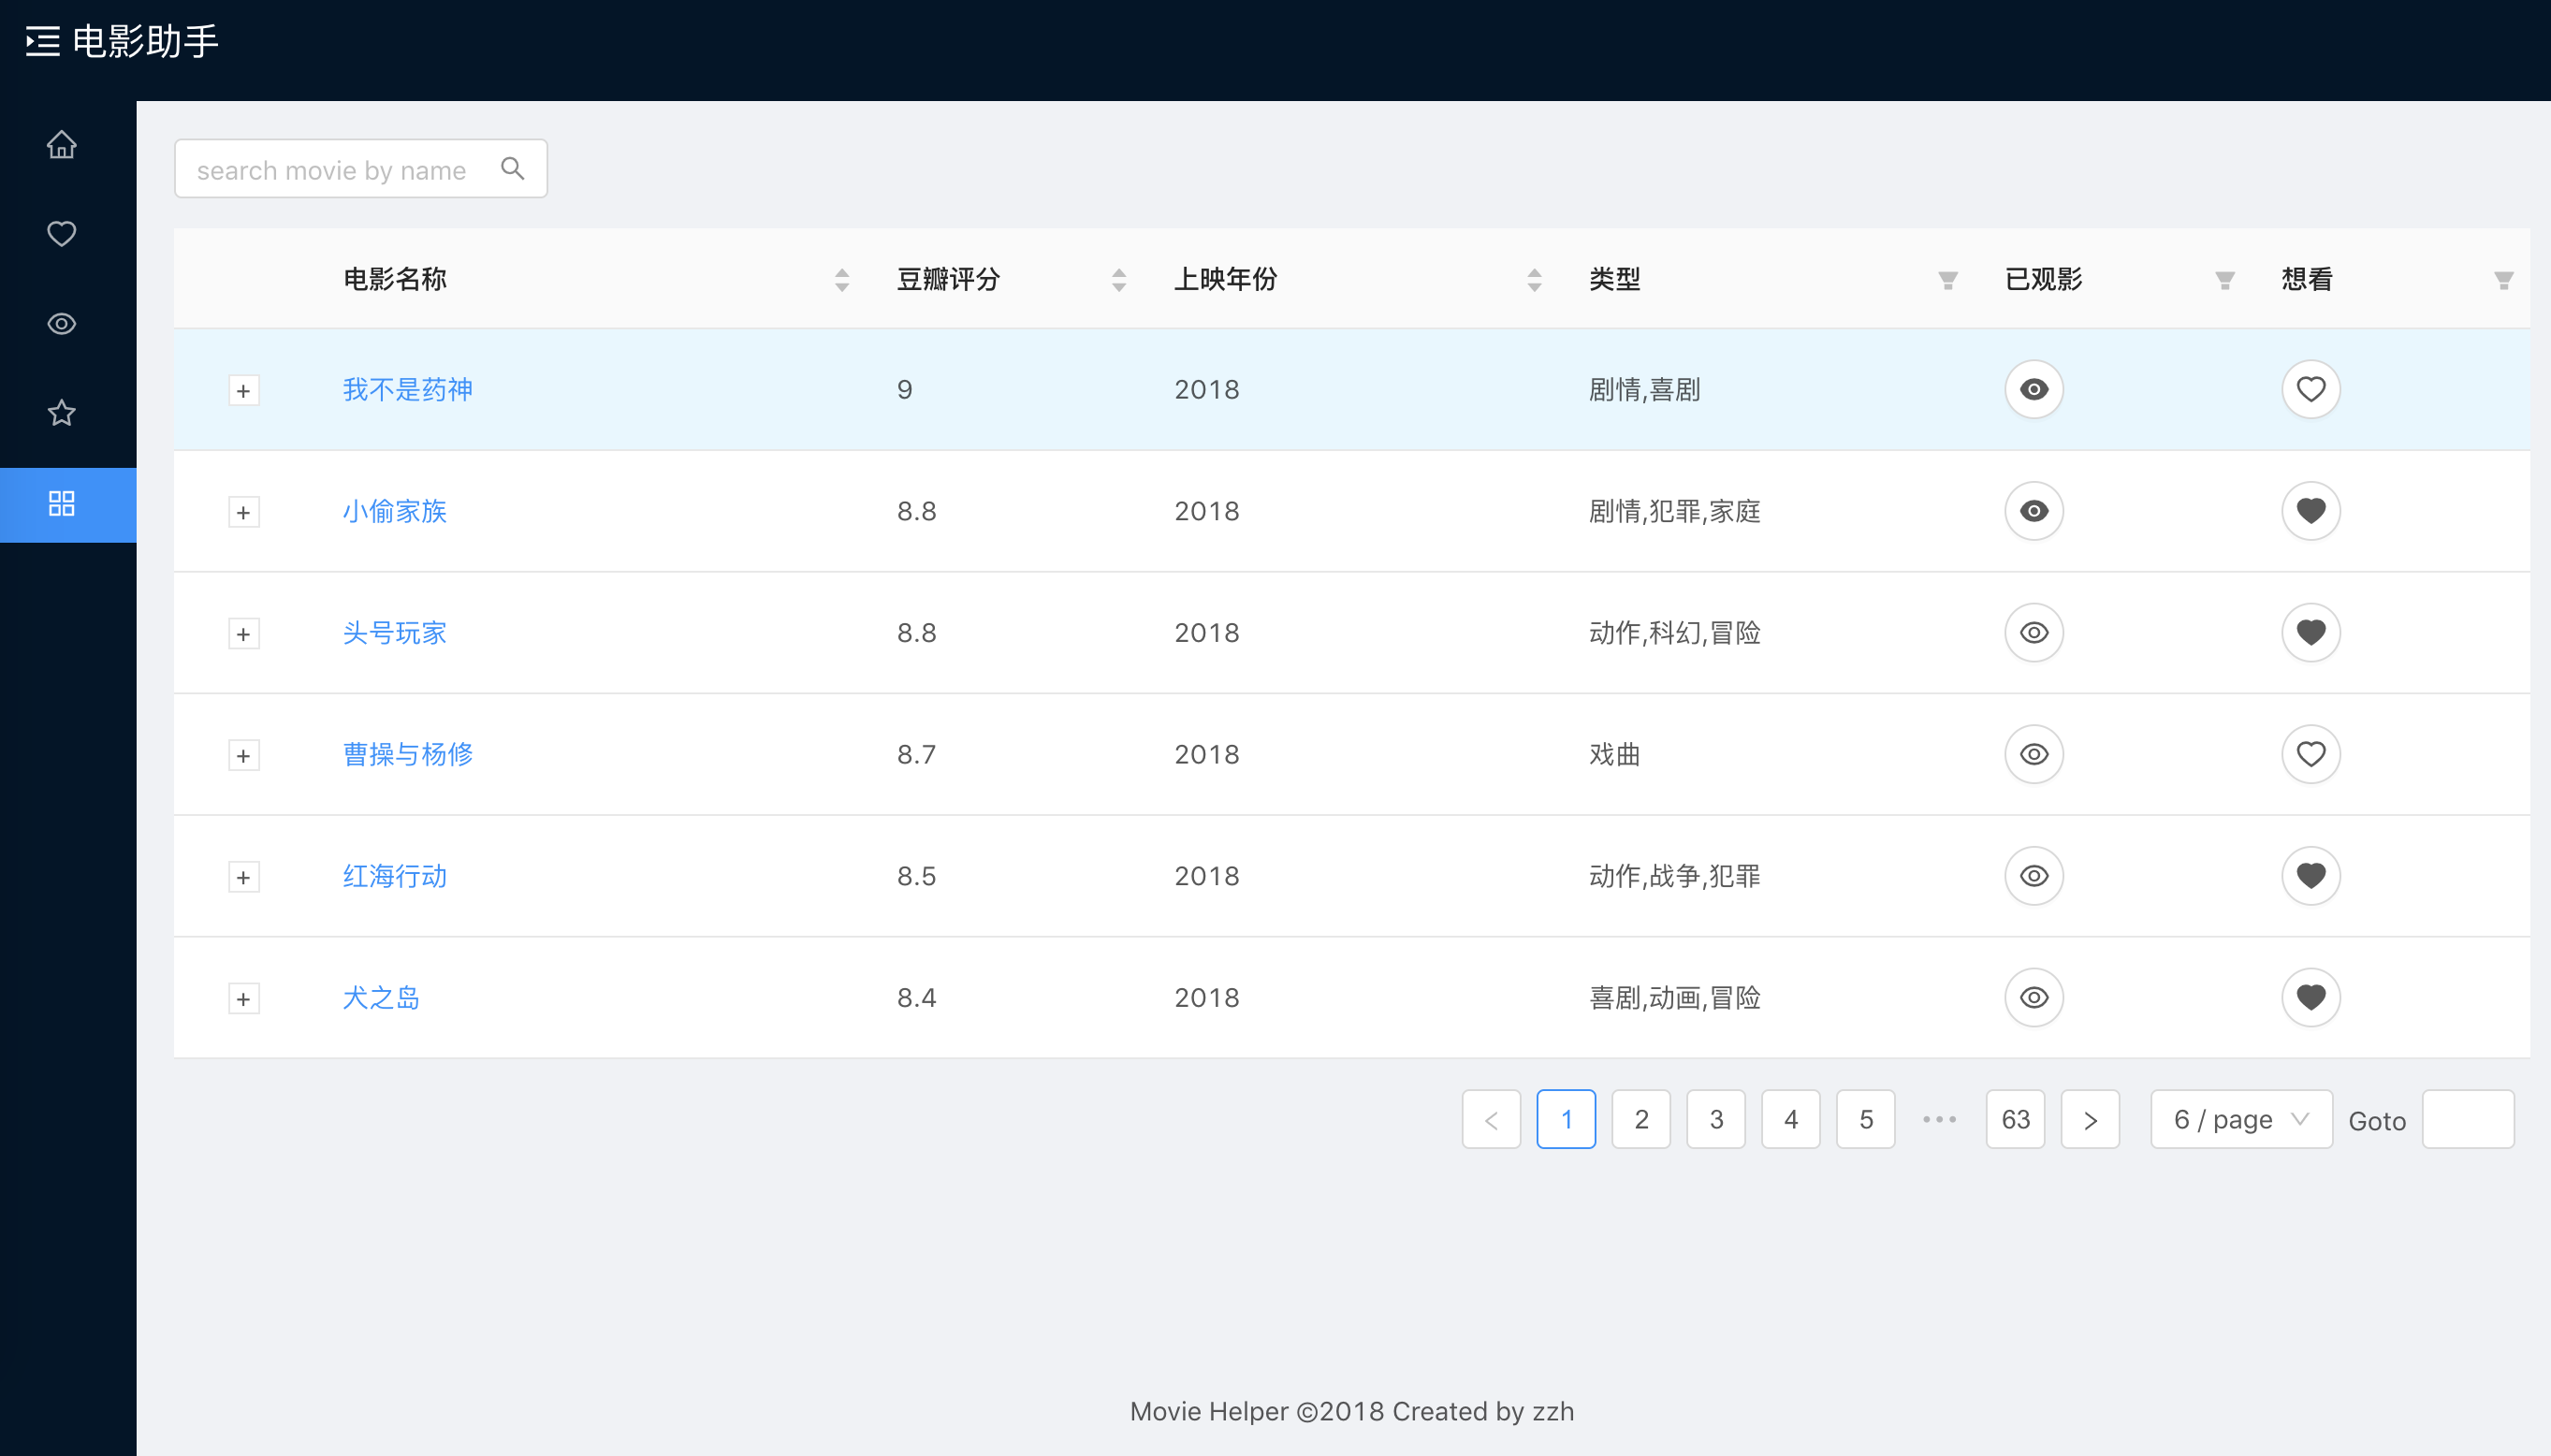 电影助手
search movie by name
电影名称 豆瓣评分 上映年份 类型 已观影 想看
+ 我不是药神 9 2018 剧情,喜剧
+ 小偷家族 8.8 2018 剧情,犯罪,家庭
+ 头号玩家 8.8 2018 动作,科幻,冒险
+ 曹操与杨修 8.7 2018 戏曲
+ 红海行动 8.5 2018 动作,战争,犯罪
+ 犬之岛 8.4 2018 喜剧,动画,冒险
< 1 2 3 4 5 ••• 63 > 6 / page Goto
Movie Helper ©2018 Created by zzh